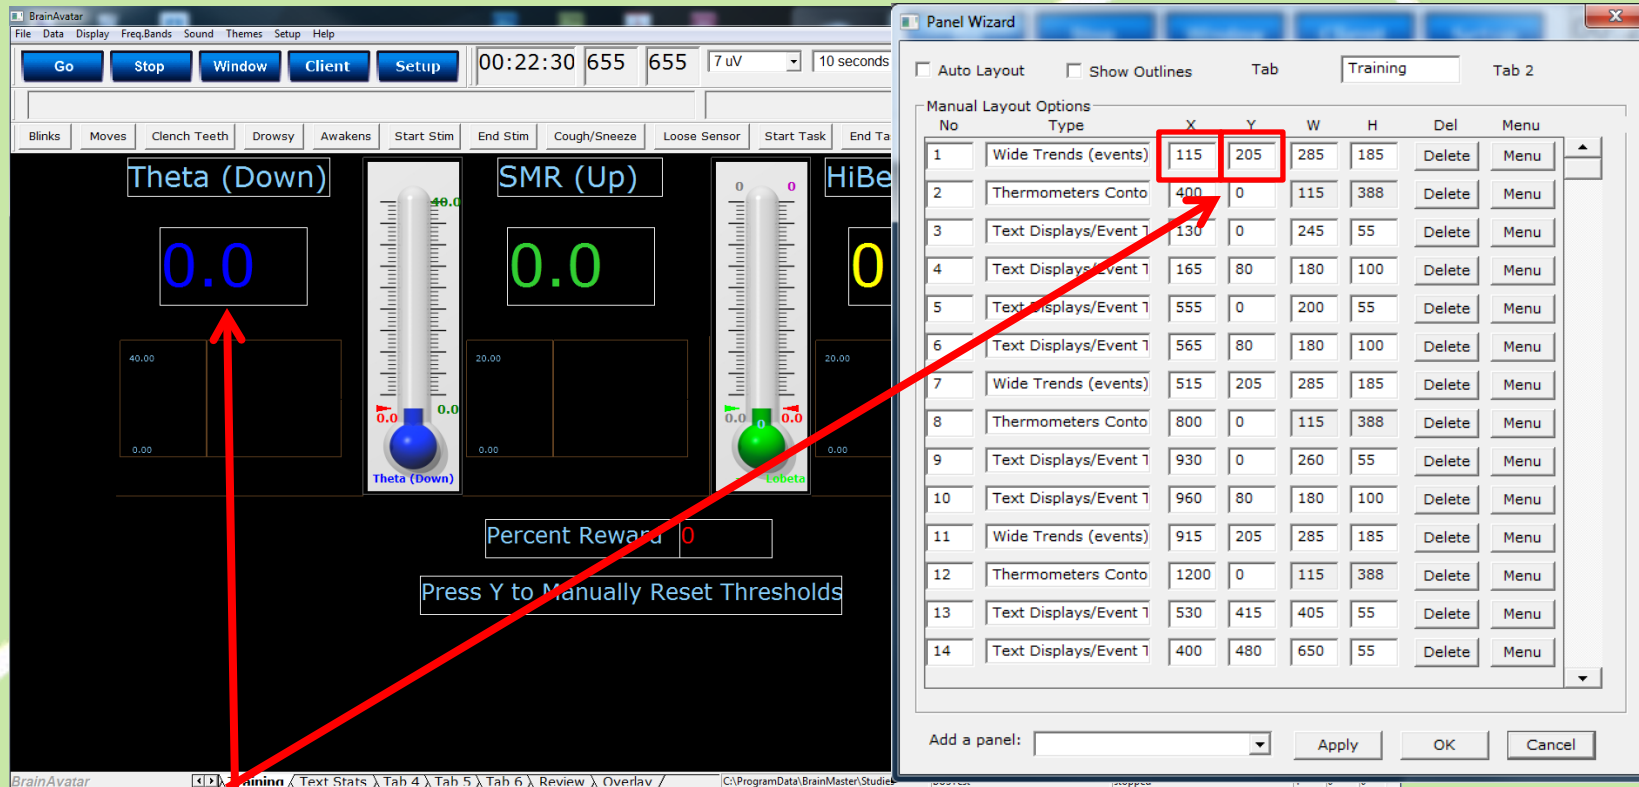 BrainAvatar
File Data Display Freq.Bands Sound Themes Setup Help
Go Stop Window Client Setup 00:22:30 655 655 7 uV 10 seconds
Blinks Moves Clench Teeth Drowsy Awakens Start Stim End Stim Cough/Sneeze Loose Sensor Start Task End Ta
Theta (Down) SMR (Up) HiBe
40.0 0 0
0.0 0.0 0
40.00 20.00 20.00
0.0 0.0 0.0 0 0.0
0.00 0.00 0.00
Theta (Down) Lobeta
Percent Reward 0
Press Y to Manually Reset Thresholds
BrainAvatar Training Text Stats Tab 4 Tab 5 Tab 6 Review Overlay C:\ProgramData\BrainMaster\Studies
Panel Wizard
Auto Layout Show Outlines Tab Training Tab 2
Manual Layout Options
No Type X Y W H Del Menu
1 Wide Trends (events) 115 205 285 185 Delete Menu
2 Thermometers Conto 400 0 115 388 Delete Menu
3 Text Displays/Event T 130 0 245 55 Delete Menu
4 Text Displays/Event T 165 80 180 100 Delete Menu
5 Text Displays/Event T 555 0 200 55 Delete Menu
6 Text Displays/Event T 565 80 180 100 Delete Menu
7 Wide Trends (events) 515 205 285 185 Delete Menu
8 Thermometers Conto 800 0 115 388 Delete Menu
9 Text Displays/Event T 930 0 260 55 Delete Menu
10 Text Displays/Event T 960 80 180 100 Delete Menu
11 Wide Trends (events) 915 205 285 185 Delete Menu
12 Thermometers Conto 1200 0 115 388 Delete Menu
13 Text Displays/Event T 530 415 405 55 Delete Menu
14 Text Displays/Event T 400 480 650 55 Delete Menu
Add a panel: Apply OK Cancel